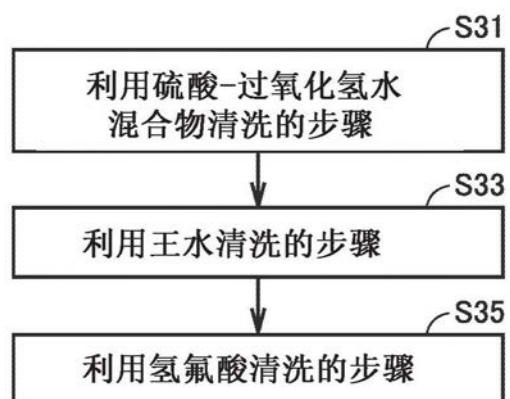 S31
利用硫酸-过氧化氢水
混合物清洗的步骤
S33
利用王水清洗的步骤
S35
利用氢氟酸清洗的步骤